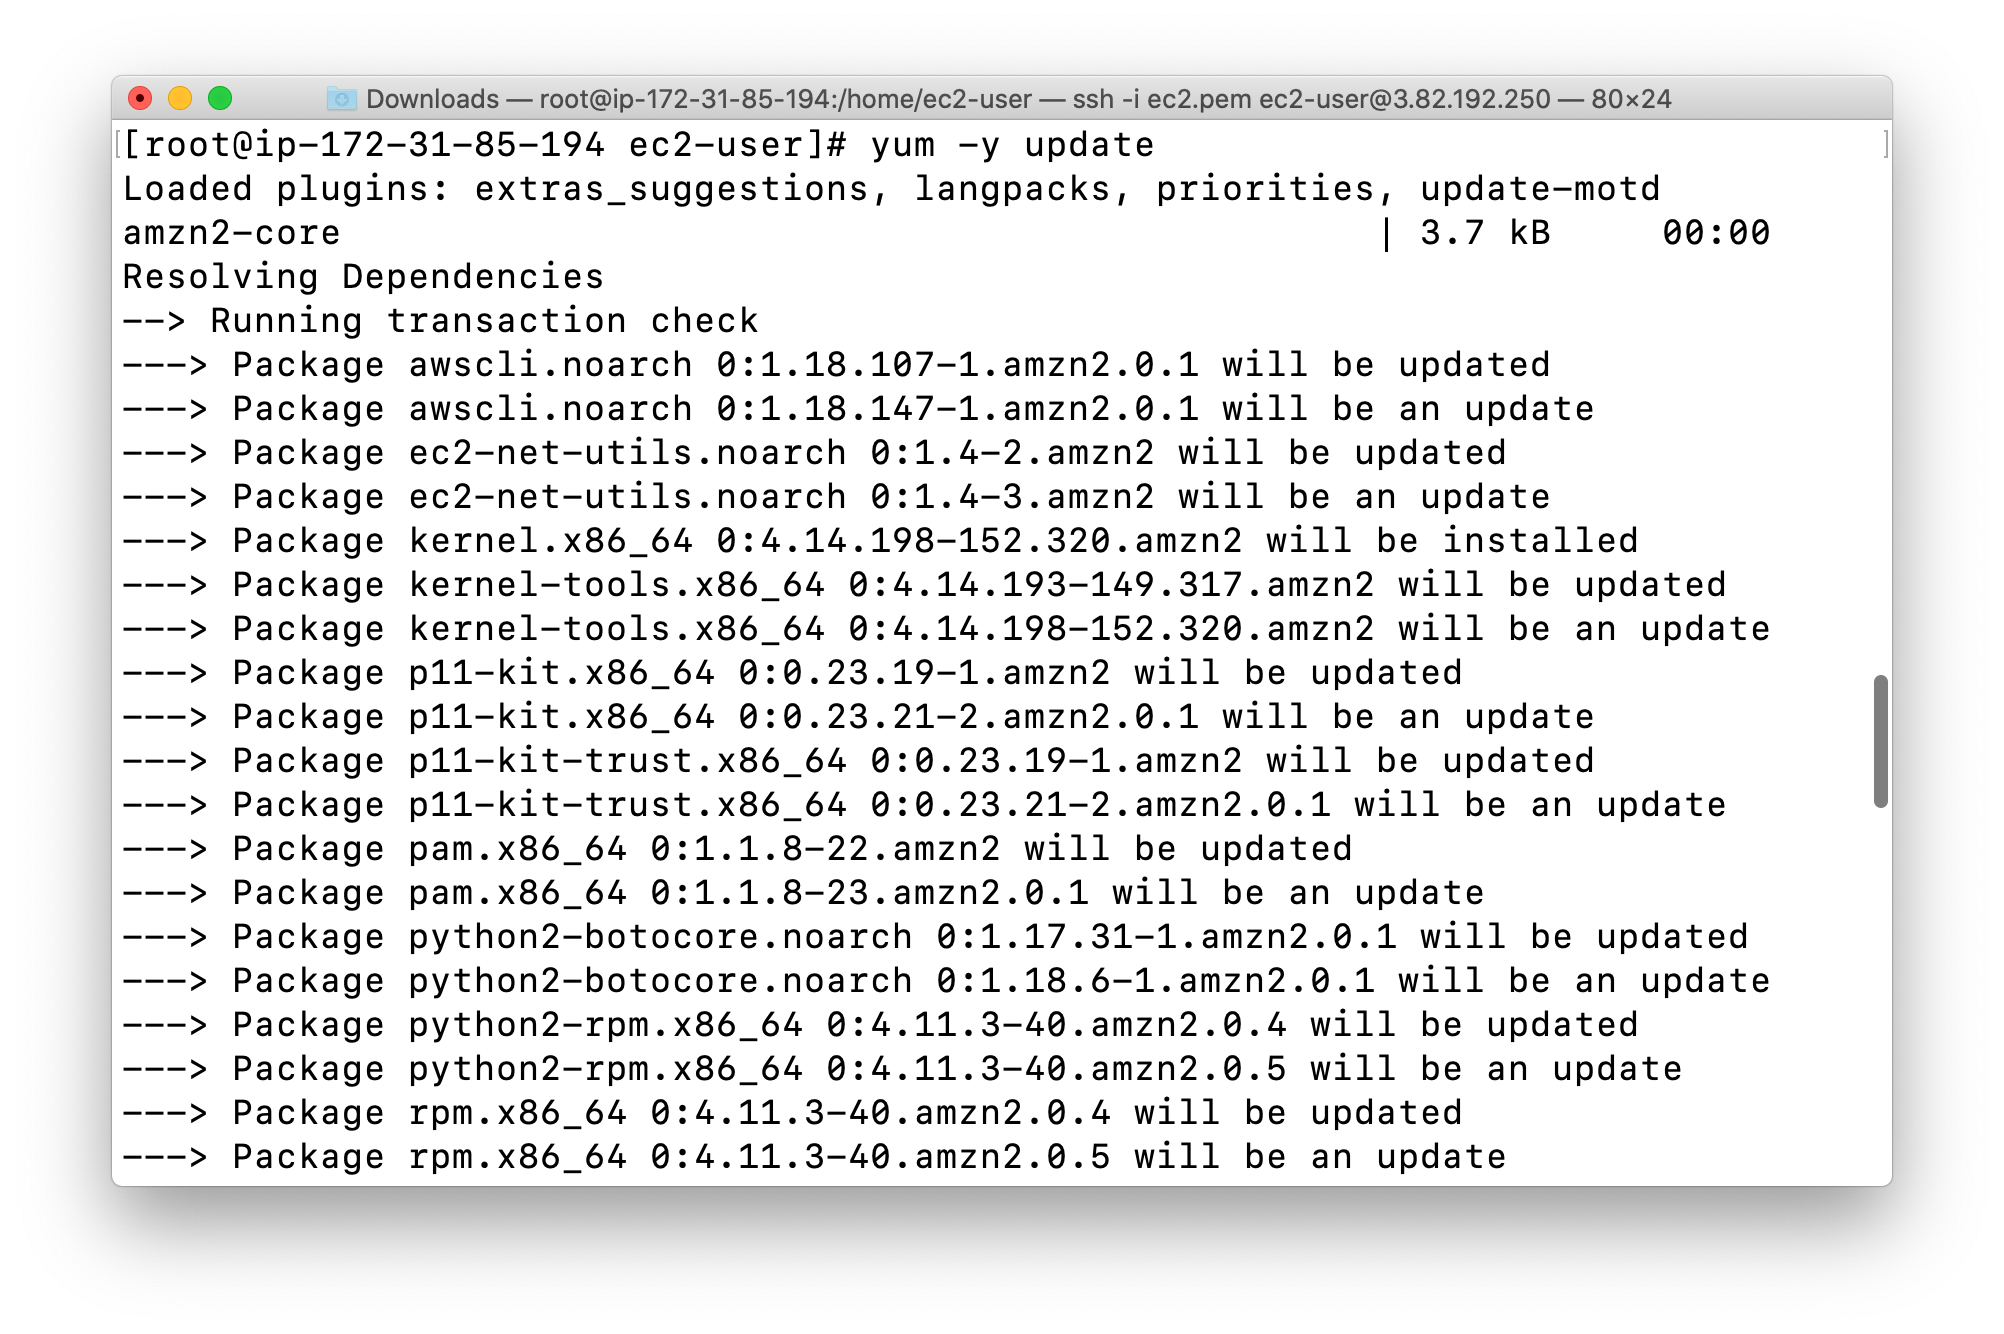 Downloads — root@ip-172-31-85-194:/home/ec2-user — ssh -i ec2.pem ec2-user@3.82.192.250 — 80×24
[root@ip-172-31-85-194 ec2-user]# yum -y update
Loaded plugins: extras_suggestions, langpacks, priorities, update-motd
amzn2-core | 3.7 kB 00:00
Resolving Dependencies
--> Running transaction check
---> Package awscli.noarch 0:1.18.107-1.amzn2.0.1 will be updated
---> Package awscli.noarch 0:1.18.147-1.amzn2.0.1 will be an update
---> Package ec2-net-utils.noarch 0:1.4-2.amzn2 will be updated
---> Package ec2-net-utils.noarch 0:1.4-3.amzn2 will be an update
---> Package kernel.x86_64 0:4.14.198-152.320.amzn2 will be installed
---> Package kernel-tools.x86_64 0:4.14.193-149.317.amzn2 will be updated
---> Package kernel-tools.x86_64 0:4.14.198-152.320.amzn2 will be an update
---> Package p11-kit.x86_64 0:0.23.19-1.amzn2 will be updated
---> Package p11-kit.x86_64 0:0.23.21-2.amzn2.0.1 will be an update
---> Package p11-kit-trust.x86_64 0:0.23.19-1.amzn2 will be updated
---> Package p11-kit-trust.x86_64 0:0.23.21-2.amzn2.0.1 will be an update
---> Package pam.x86_64 0:1.1.8-22.amzn2 will be updated
---> Package pam.x86_64 0:1.1.8-23.amzn2.0.1 will be an update
---> Package python2-botocore.noarch 0:1.17.31-1.amzn2.0.1 will be updated
---> Package python2-botocore.noarch 0:1.18.6-1.amzn2.0.1 will be an update
---> Package python2-rpm.x86_64 0:4.11.3-40.amzn2.0.4 will be updated
---> Package python2-rpm.x86_64 0:4.11.3-40.amzn2.0.5 will be an update
---> Package rpm.x86_64 0:4.11.3-40.amzn2.0.4 will be updated
---> Package rpm.x86_64 0:4.11.3-40.amzn2.0.5 will be an update